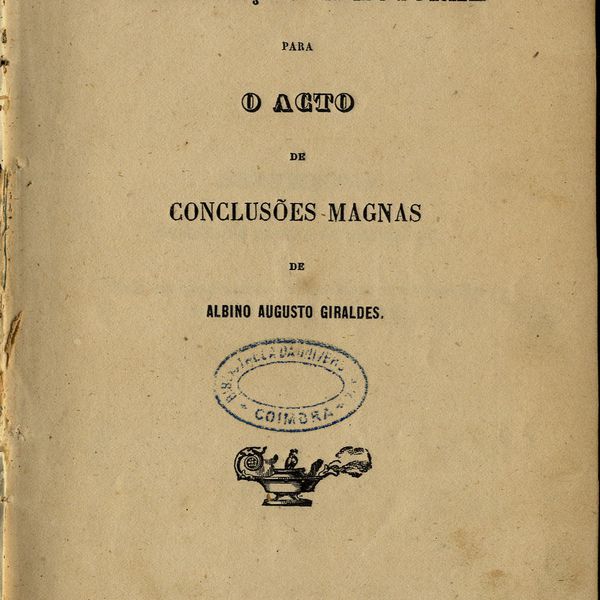 PARA
O ACTO
DE
CONCLUSÕES MAGNAS
DE
ALBINO AUGUSTO GIRALDES.
COIMBRA